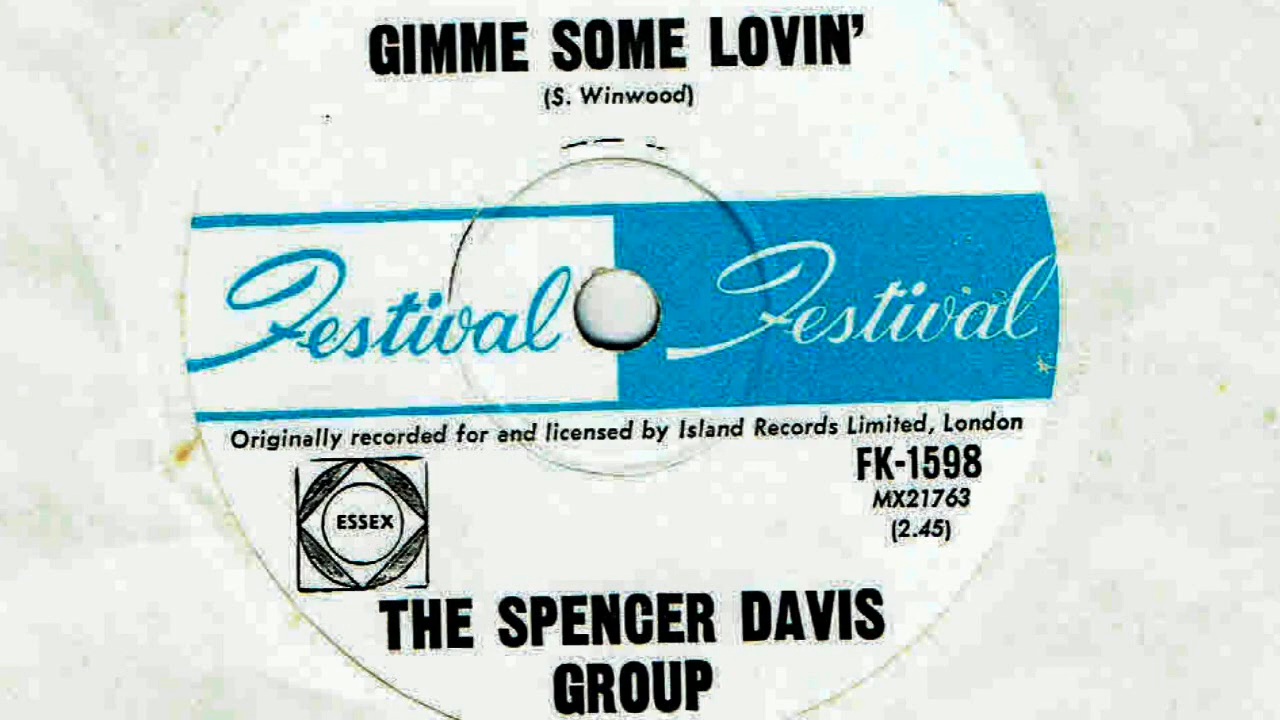 GIMME SOME LOVIN'
(S. Winwood)
Festival Festival
Originally recorded for and licensed by Island Records Limited, London
ESSEX
FK-1598
MX21763
(2.45)
THE SPENCER DAVIS
GROUP